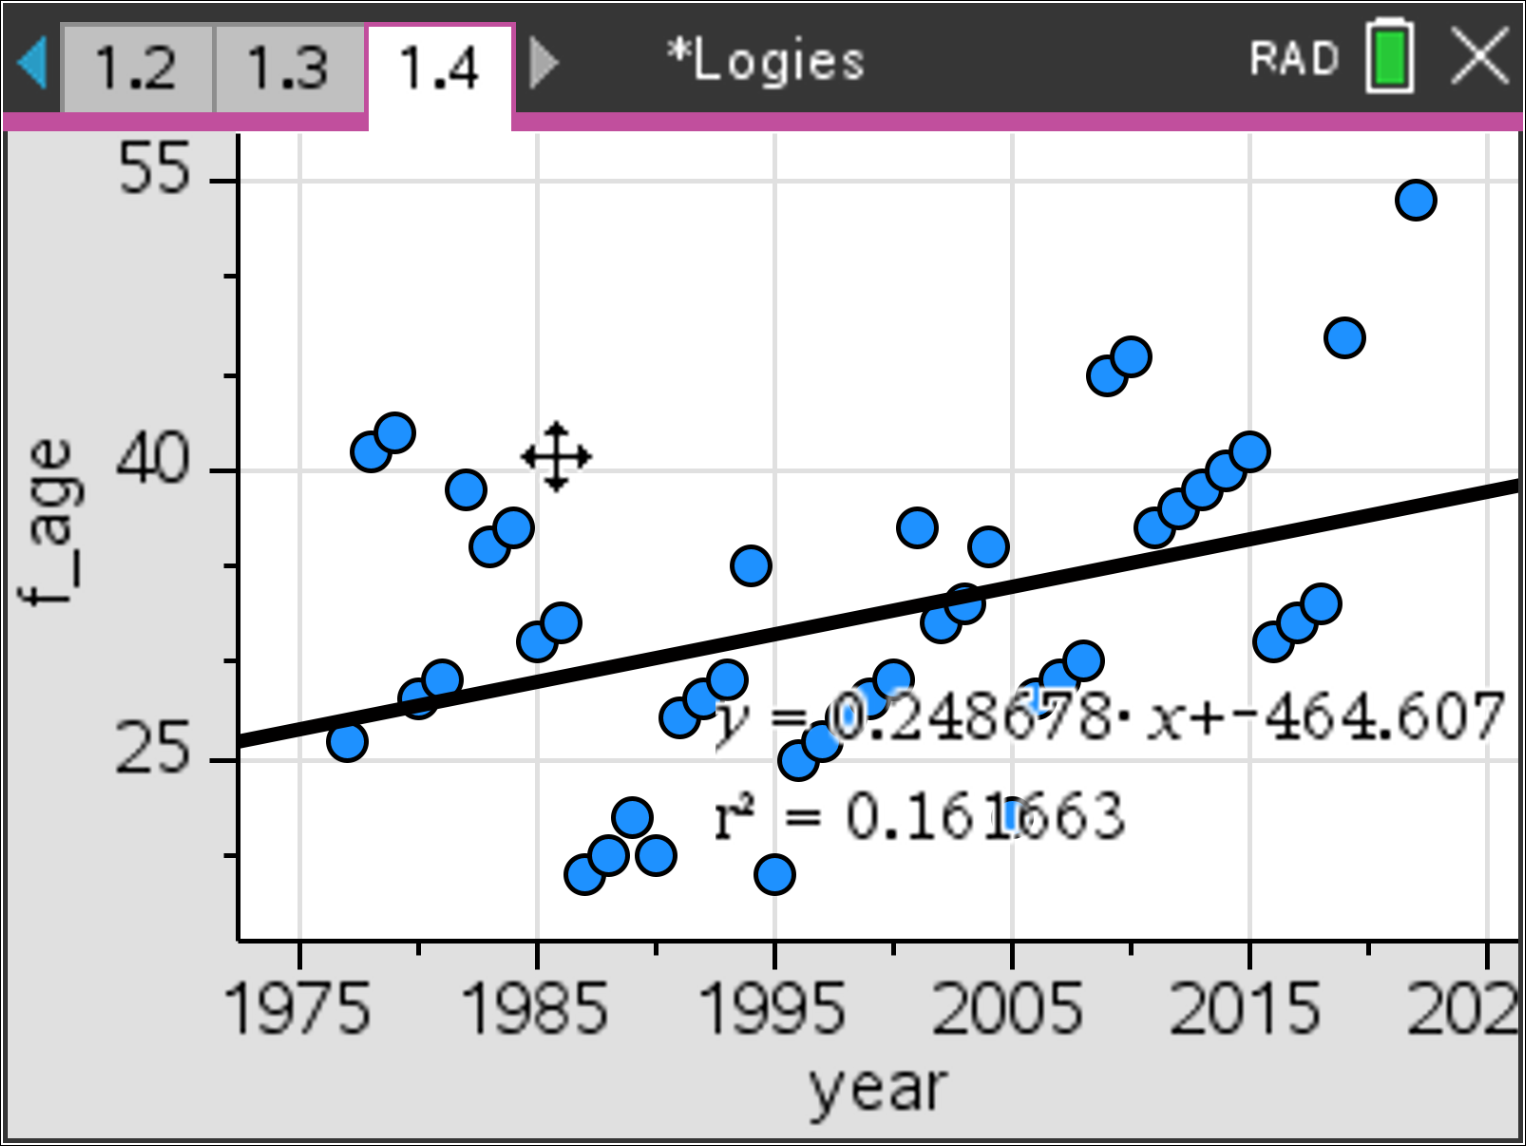 1.2 1.3 1.4 *Logies RAD
55
40
25
f_age
y = 0.248678· x+-464.607
r² = 0.161663
1975 1985 1995 2005 2015 202
year